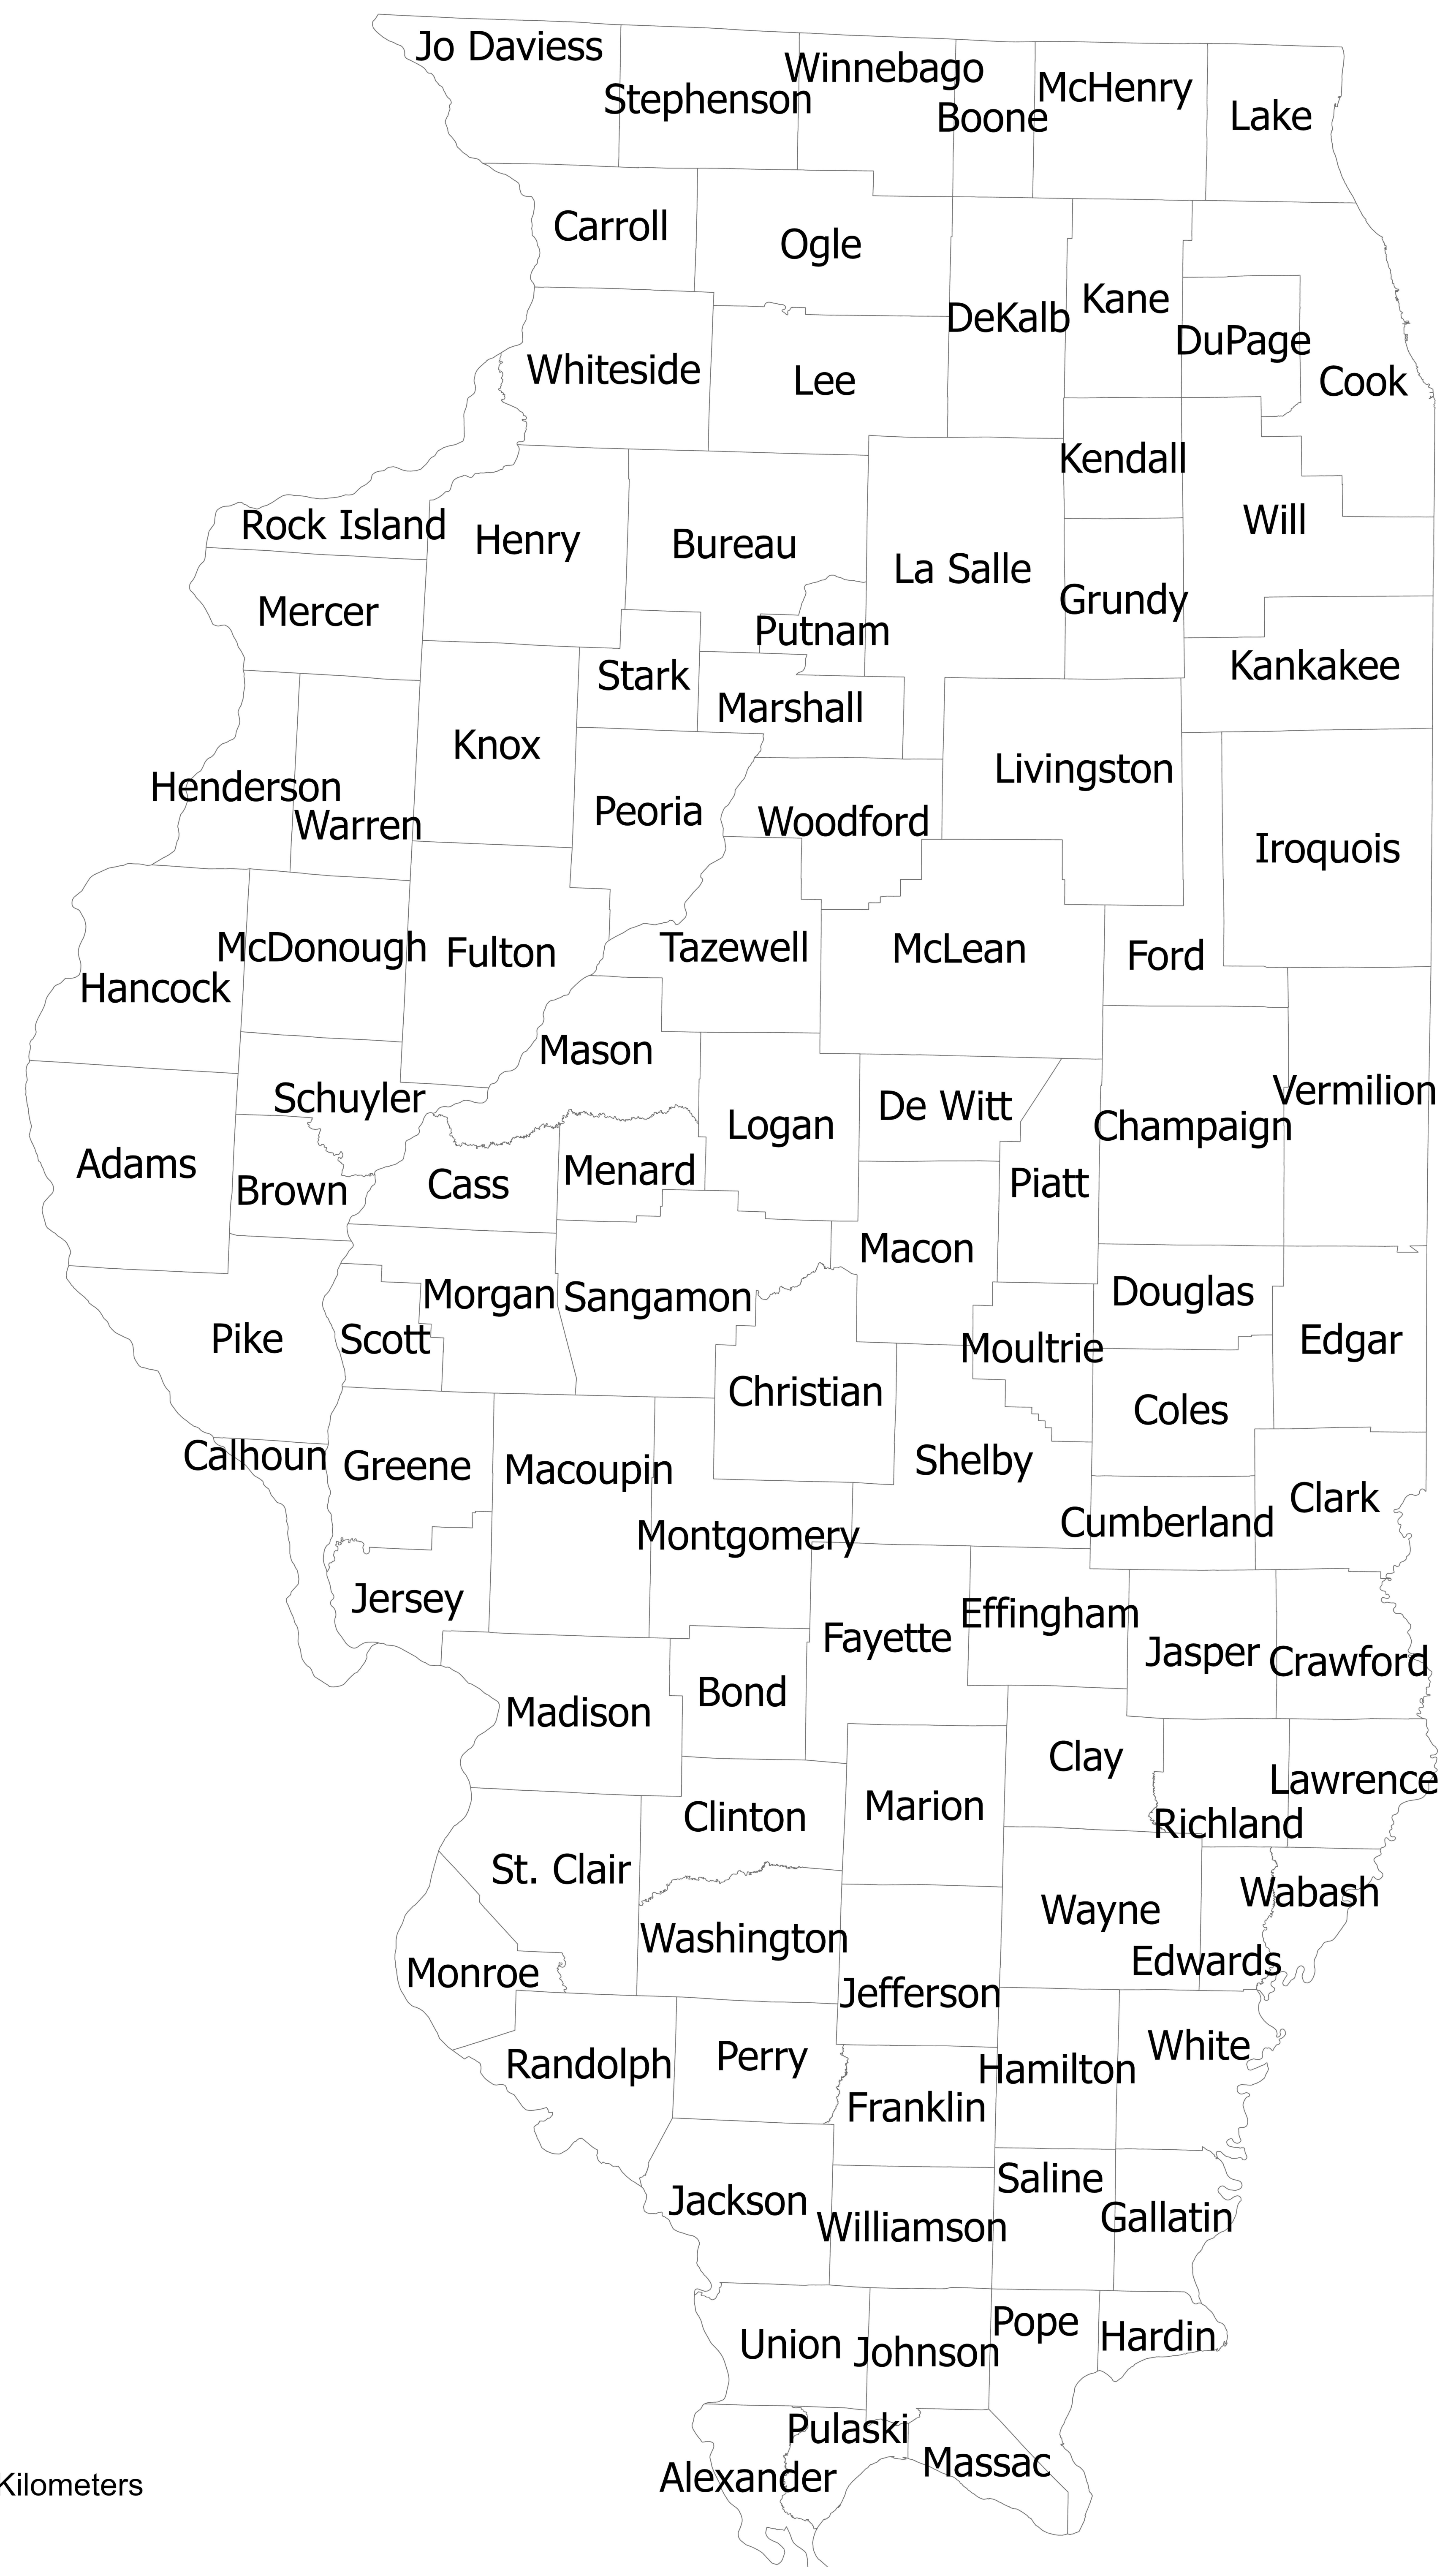 Jo Daviess
Stephenson
Winnebago
Boone
McHenry
Lake
Carroll
Ogle
DeKalb
Kane
DuPage
Cook
Whiteside
Lee
Kendall
Will
Rock Island
Henry
Bureau
La Salle
Grundy
Mercer
Putnam
Kankakee
Stark
Marshall
Knox
Livingston
Henderson
Warren
Peoria
Woodford
Iroquois
McDonough
Fulton
Tazewell
McLean
Ford
Hancock
Mason
Schuyler
Logan
De Witt
Champaign
Vermilion
Adams
Brown
Cass
Menard
Piatt
Macon
Morgan
Sangamon
Douglas
Pike
Scott
Moultrie
Edgar
Christian
Coles
Calhoun
Greene
Macoupin
Shelby
Clark
Montgomery
Cumberland
Jersey
Fayette
Effingham
Jasper
Crawford
Madison
Bond
Clay
Marion
Lawrence
Clinton
Richland
St. Clair
Wayne
Wabash
Washington
Edwards
Monroe
Jefferson
Randolph
Perry
Hamilton
White
Franklin
Saline
Jackson
Williamson
Gallatin
Union
Johnson
Pope
Hardin
Pulaski
Massac
Alexander
Kilometers